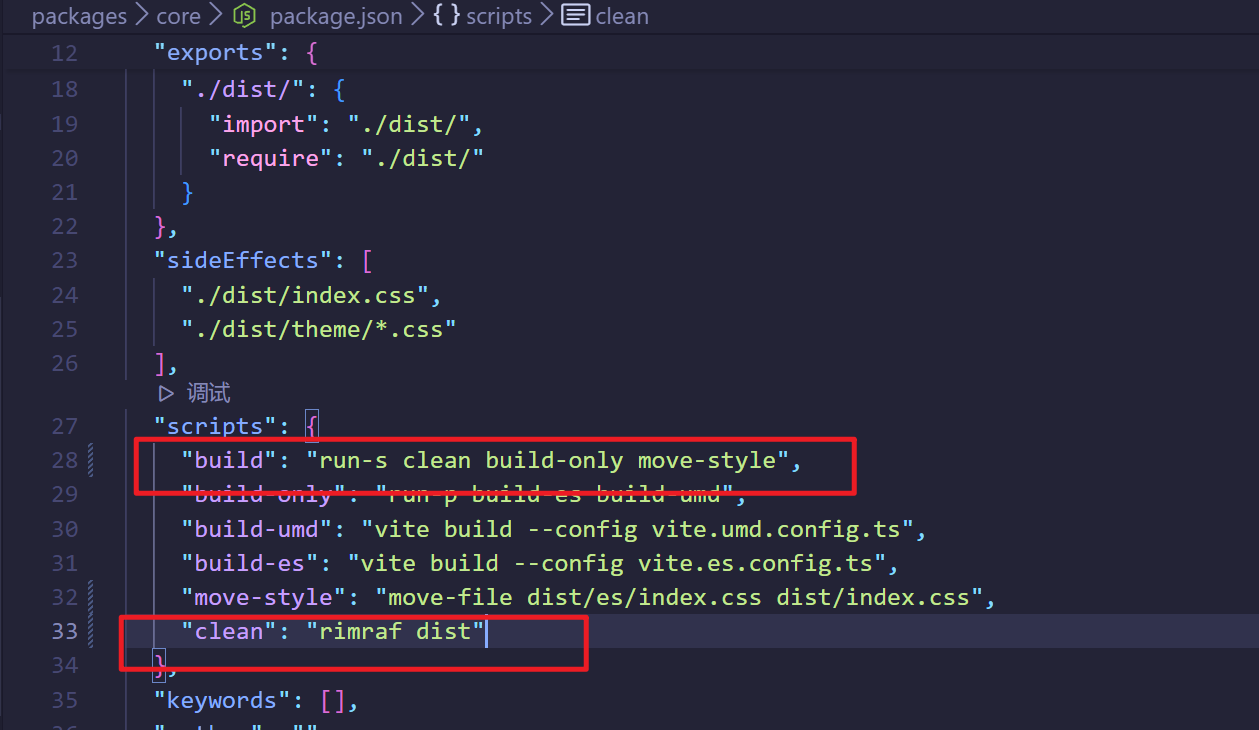 packages > core > JS package.json > { } scripts > clean
12 "exports": {
18 "./dist/": {
19 "import": "./dist/",
20 "require": "./dist/"
21 }
22 },
23 "sideEffects": [
24 "./dist/index.css",
25 "./dist/theme/*.css"
26 ],
调试
27 "scripts": {
28 "build": "run-s clean build-only move-style",
29 "build-only": "run-p build-es build-umd",
30 "build-umd": "vite build --config vite.umd.config.ts",
31 "build-es": "vite build --config vite.es.config.ts",
32 "move-style": "move-file dist/es/index.css dist/index.css",
33 "clean": "rimraf dist"
34 },
35 "keywords": [],